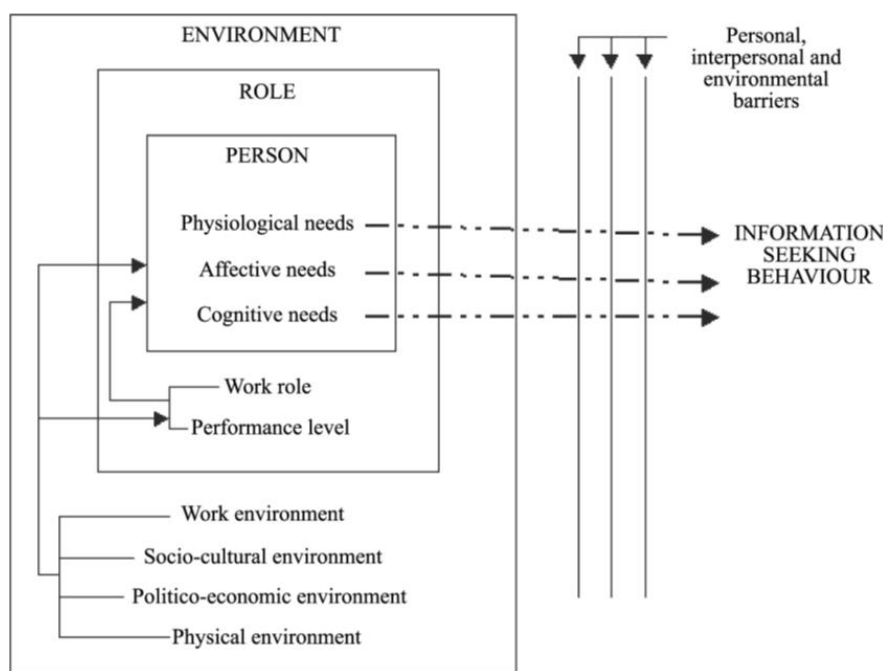 ENVIRONMENT
ROLE
PERSON
Physiological needs
Affective needs
Cognitive needs
Work role
Performance level
Work environment
Socio-cultural environment
Politico-economic environment
Physical environment
Personal,
interpersonal and
environmental
barriers
INFORMATION
SEEKING
BEHAVIOUR